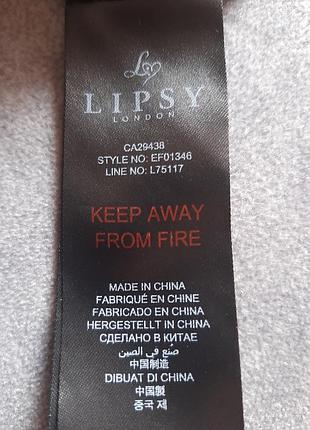 LIPSY
LONDON
CA29438
STYLE NO: EF01346
LINE NO: L75117
KEEP AWAY
FROM FIRE
MADE IN CHINA
FABRIQUÉ EN CHINE
FABRICADO EN CHINA
HERGESTELLT IN CHINA
СДЕЛАНО В КИТАЕ
صنع في الصين
中国制造
DIBUAT DI CHINA
中國製
중국 제